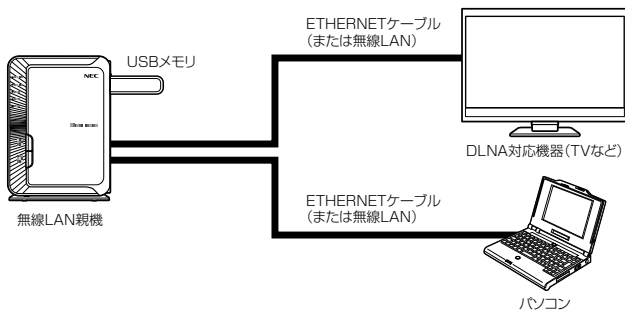 ETHERNETケーブル
(または無線LAN)
USBメモリ
NEC
DLNA対応機器(TVなど)
ETHERNETケーブル
(または無線LAN)
無線LAN親機
パソコン